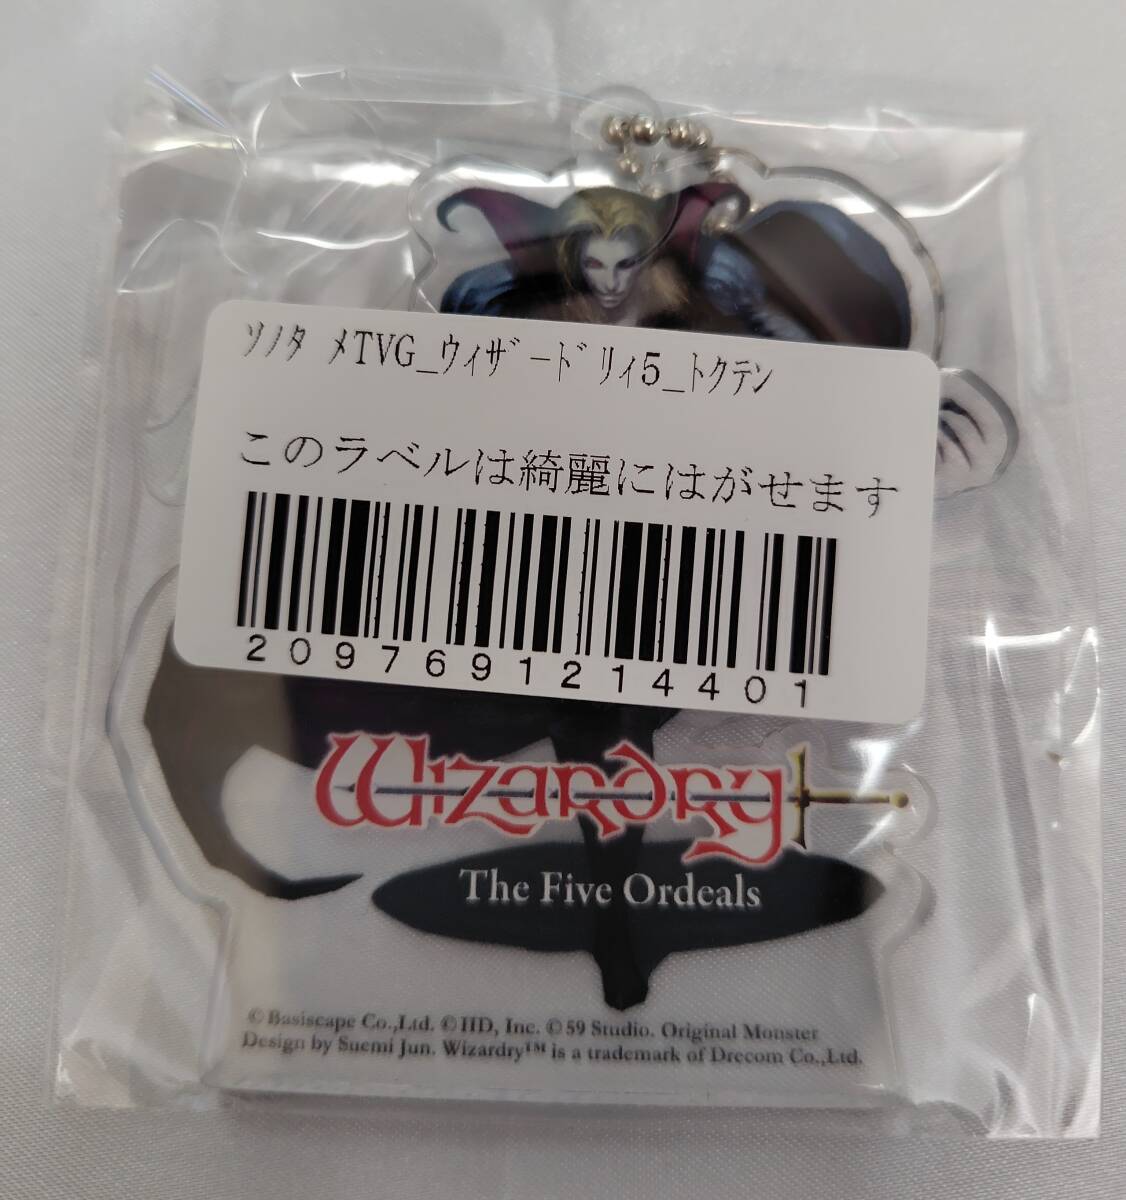 ｿﾉﾀ ﾒTVG_ｳｨｻﾞｰﾄﾞﾘｨ5_ﾄｸﾃﾝ
このラベルは綺麗にはがせます
2097691214401
Wizardry
The Five Ordeals
© Basiscape Co.,Ltd. © IID, Inc. © 59 Studio. Original Monster
Design by Suemi Jun. Wizardry™ is a trademark of Drecom Co.,Ltd.